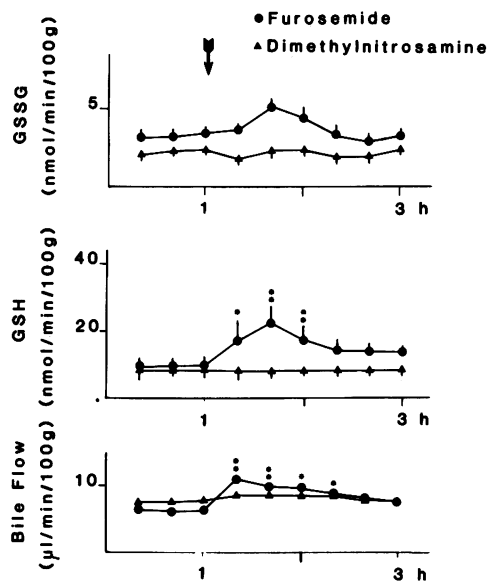 ● Furosemide
▲ Dimethylnitrosamine
GSSG
(nmol/min/100g)
5
1
3 h
GSH
(nmol/min/100g)
40
20
1
3 h
Bile Flow
(μl/min/100g)
10
1
3 h